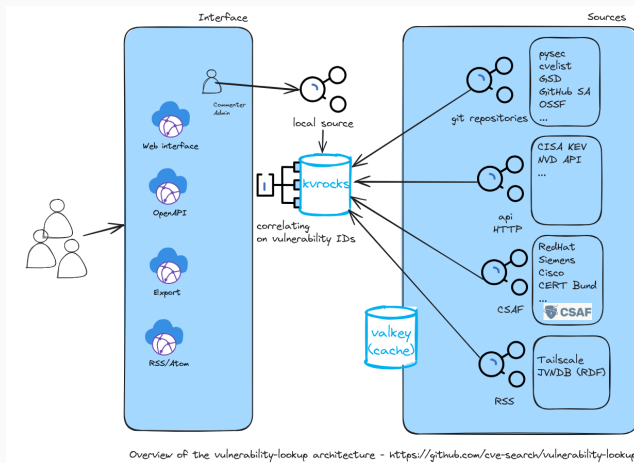 Interface
Sources
Commenter
Admin
Web interface
OpenAPI
Export
RSS/Atom
local source
kvrocks
correlating
on vulnerability IDs
valkey
(cache)
git repositories
pysec
cvelist
GSD
GitHub SA
OSSF
...
api
HTTP
CISA KEV
NVD API
...
CSAF
RedHat
Siemens
Cisco
CERT Bund
...
CSAF
RSS
Tailscale
JVNDB (RDF)
Overview of the vulnerability-lookup architecture - https://github.com/cve-search/vulnerability-lookup